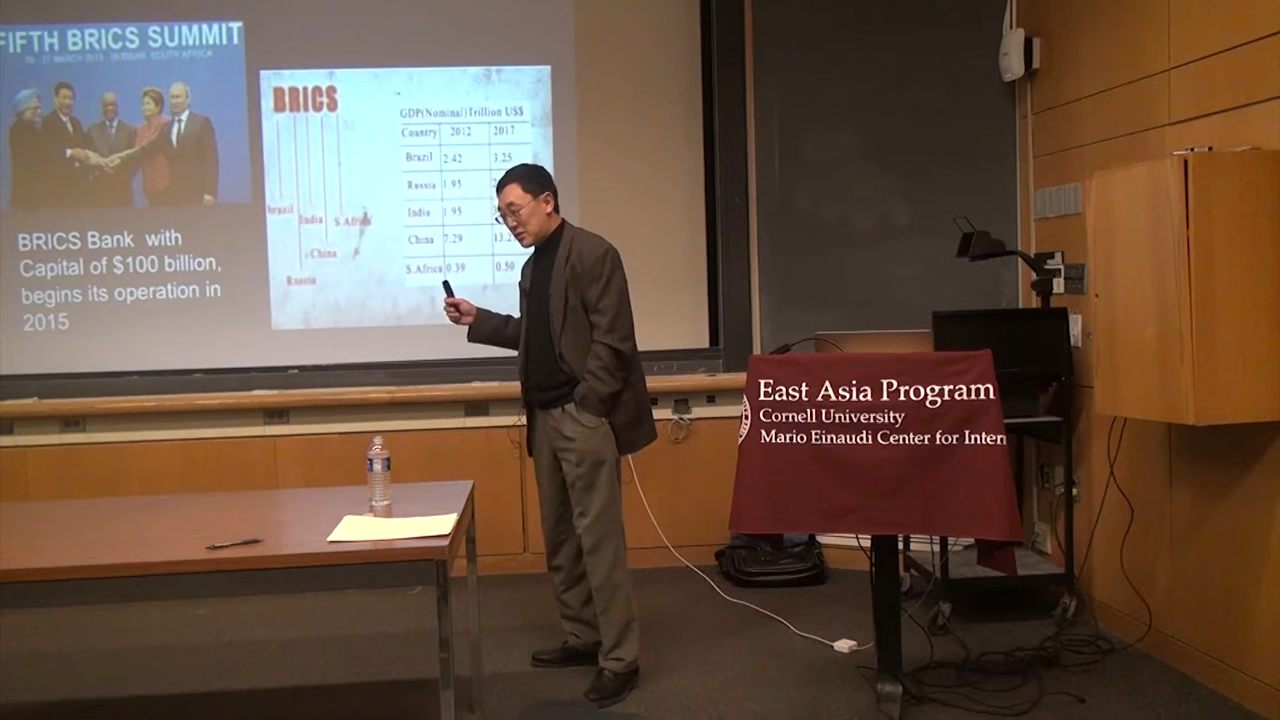 FIFTH BRICS SUMMIT
BRICS Bank with
Capital of $100 billion,
begins its operation in
2015
BRICS
brazil
India
S.Africa
China
Russia
GDP(Nominal)Trillion US$
Country 2012 2017
Brazil 2.42 3.25
Russia 1.95
India 1.95
China 7.29 13.2
S.Africa 0.39 0.50
East Asia Program
Cornell University
Mario Einaudi Center for Inter